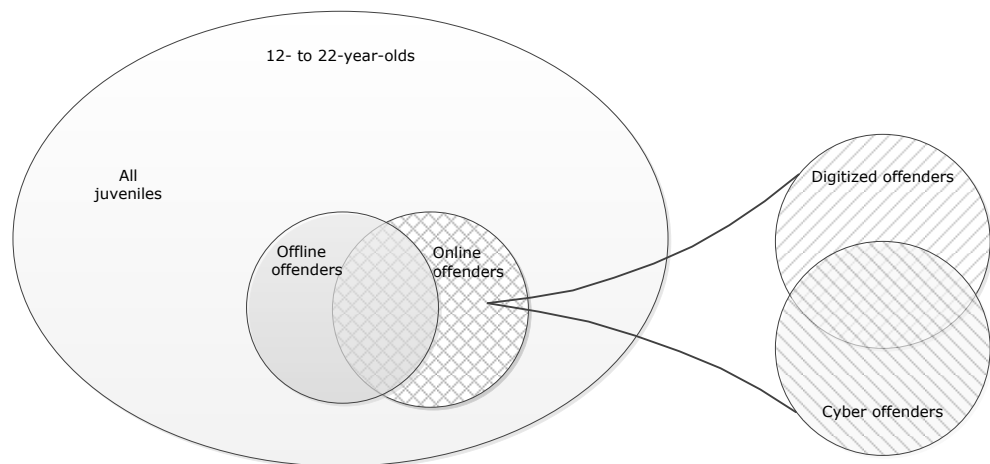 12- to 22-year-olds
All
juveniles
Offline
offenders
Online
offenders
Digitized offenders
Cyber offenders